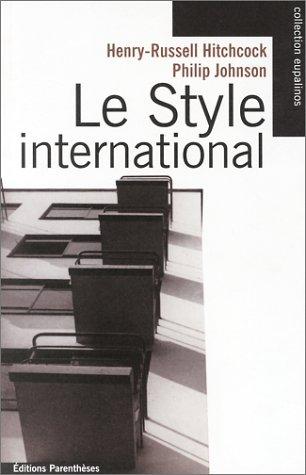 Henry-Russell Hitchcock
Philip Johnson
Le Style
international
collection eupalinos
Éditions Parenthèses